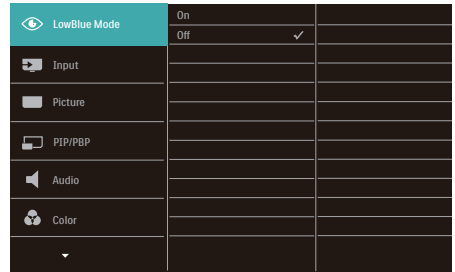 LowBlue Mode
On
Off
Input
Picture
PIP/PBP
Audio
Color